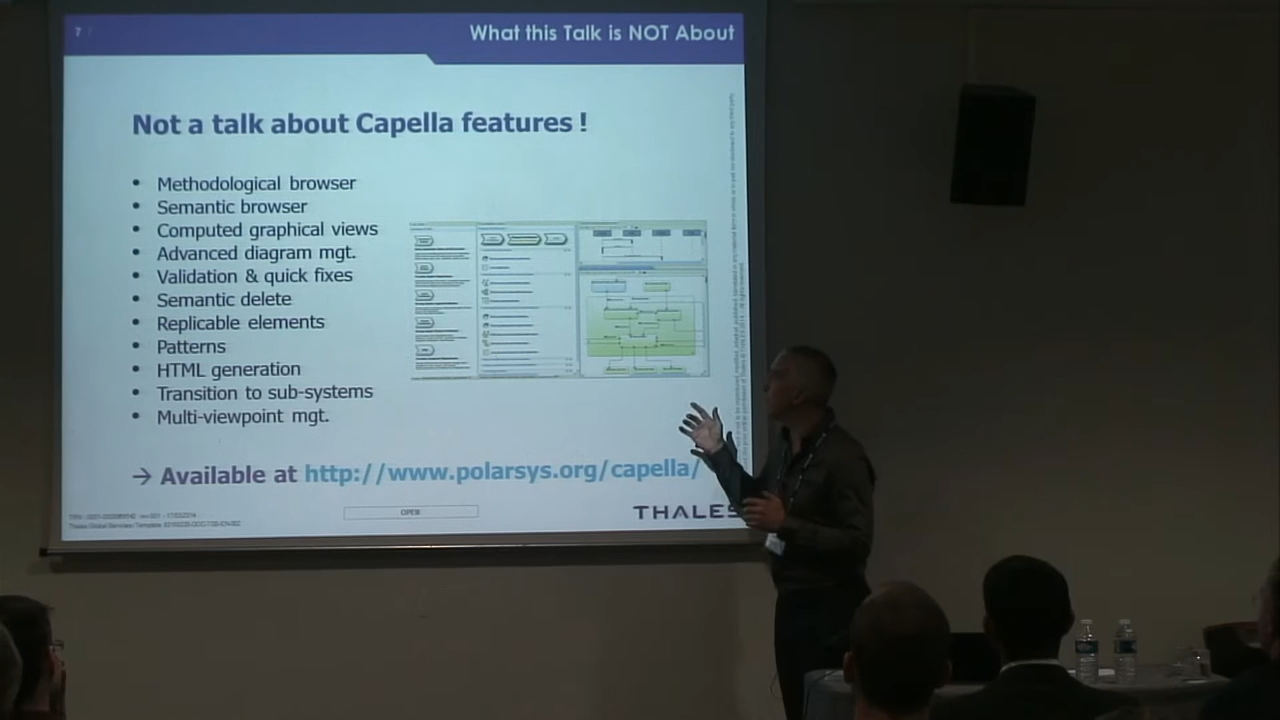 7
What this Talk is NOT About
Not a talk about Capella features !
• Methodological browser
• Semantic browser
• Computed graphical views
• Advanced diagram mgt.
• Validation & quick fixes
• Semantic delete
• Replicable elements
• Patterns
• HTML generation
• Transition to sub-systems
• Multi-viewpoint mgt.
→ Available at http://www.polarsys.org/capella/
OPEN
THALES